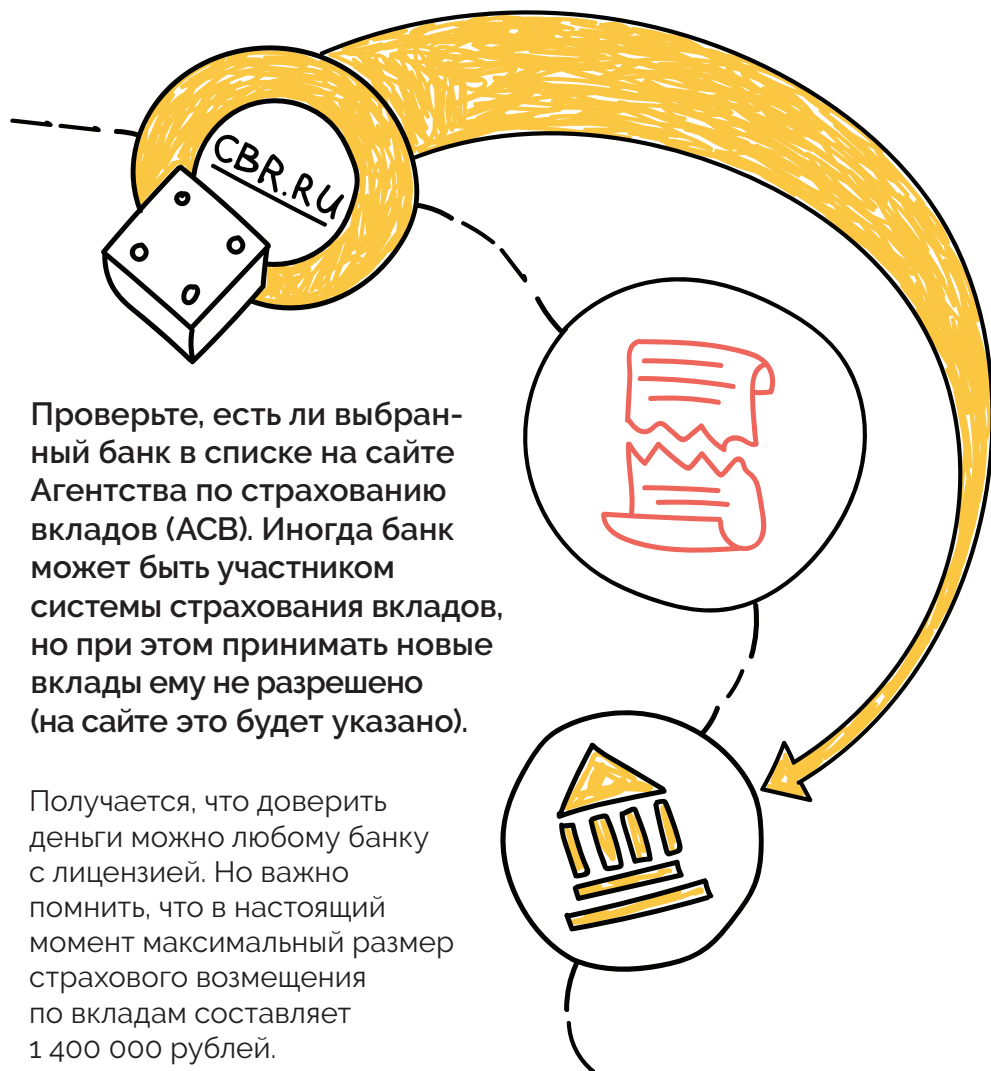 CBR.RU
Проверьте, есть ли выбран-
ный банк в списке на сайте
Агентства по страхованию
вкладов (АСВ). Иногда банк
может быть участником
системы страхования вкладов,
но при этом принимать новые
вклады ему не разрешено
(на сайте это будет указано).
Получается, что доверить
деньги можно любому банку
с лицензией. Но важно
помнить, что в настоящий
момент максимальный размер
страхового возмещения
по вкладам составляет
1 400 000 рублей.